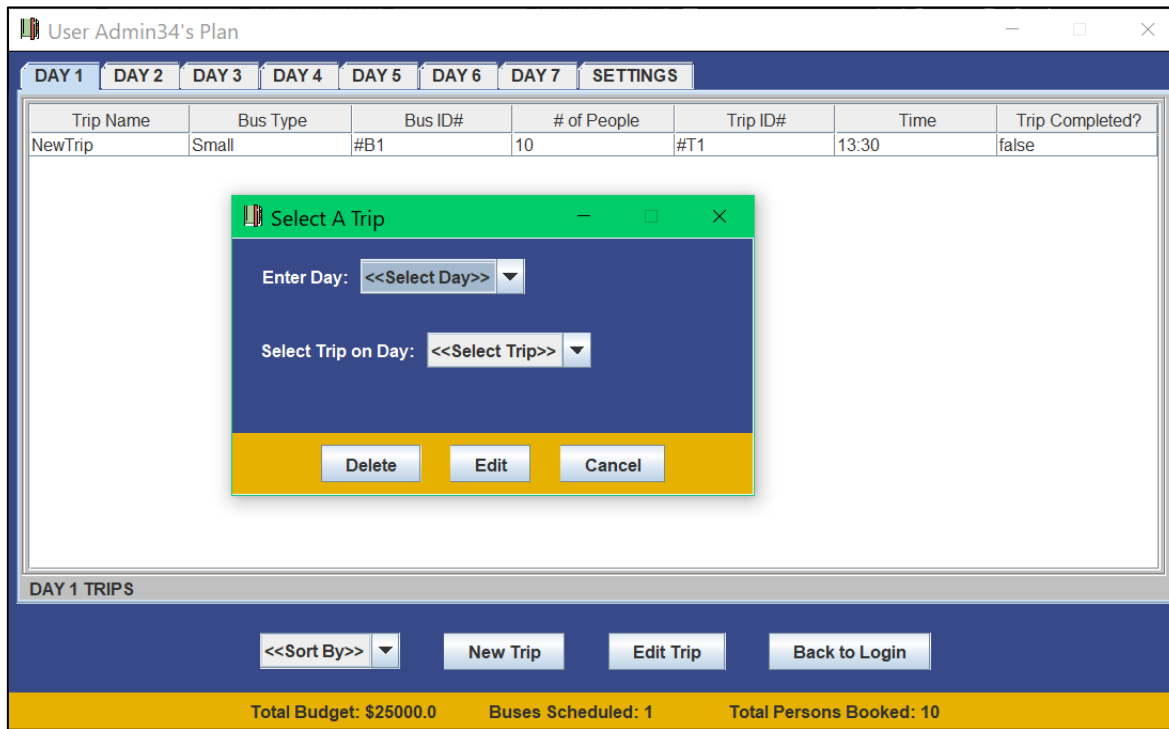 User Admin34's Plan
DAY 1 DAY 2 DAY 3 DAY 4 DAY 5 DAY 6 DAY 7 SETTINGS
Trip Name Bus Type Bus ID# # of People Trip ID# Time Trip Completed?
NewTrip Small #B1 10 #T1 13:30 false
Select A Trip
Enter Day: <<Select Day>>
Select Trip on Day: <<Select Trip>>
Delete Edit Cancel
DAY 1 TRIPS
<<Sort By>> New Trip Edit Trip Back to Login
Total Budget: $25000.0 Buses Scheduled: 1 Total Persons Booked: 10